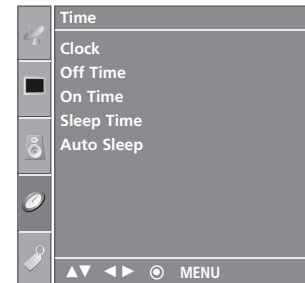 Time
Clock
Off Time
On Time
Sleep Time
Auto Sleep
▲▼ ◄► ⦿ MENU